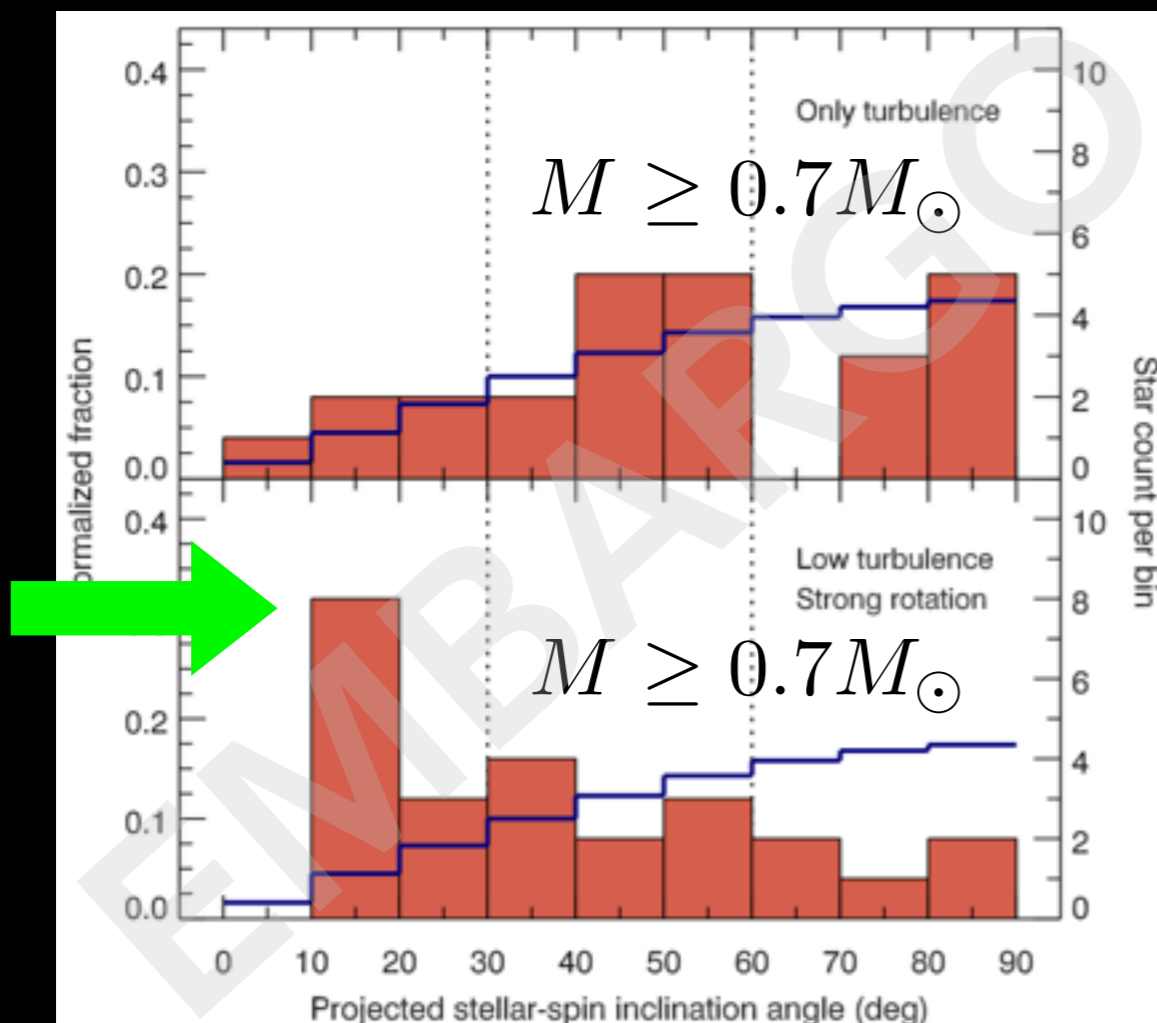 0.4
0.3
0.2
0.1
0.0
10
8
6
4
2
0
Only turbulence
M ≥ 0.7M⊙
ormalized fraction
Star count per bin
0.4
0.2
0.1
0.0
10
8
6
4
2
0
Low turbulence
Strong rotation
M ≥ 0.7M⊙
0 10 20 30 40 50 60 70 80 90
Projected stellar-spin inclination angle (deg)
EMBARGO